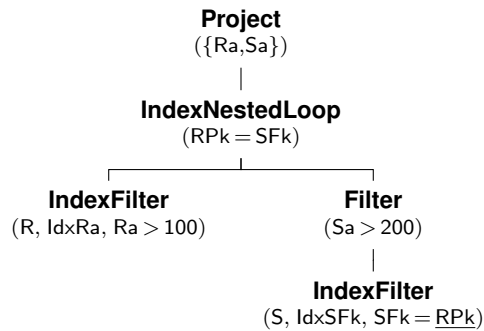 Project
({Ra,Sa})
IndexNestedLoop
(RPk = SFk)
IndexFilter
(R, IdxRa, Ra > 100)
Filter
(Sa > 200)
IndexFilter
(S, IdxSFk, SFk = RPk)